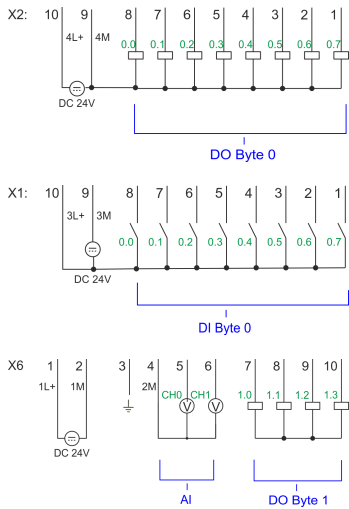 X2: 10 9 8 7 6 5 4 3 2 1
4L+ 4M 0.0 0.1 0.2 0.3 0.4 0.5 0.6 0.7
DC 24V
DO Byte 0
X1: 10 9 8 7 6 5 4 3 2 1
3L+ 3M
0.0 0.1 0.2 0.3 0.4 0.5 0.6 0.7
DC 24V
DI Byte 0
X6 1 2 3 4 5 6 7 8 9 10
1L+ 1M 2M CH0 CH1 1.0 1.1 1.2 1.3
V V
DC 24V
AI DO Byte 1